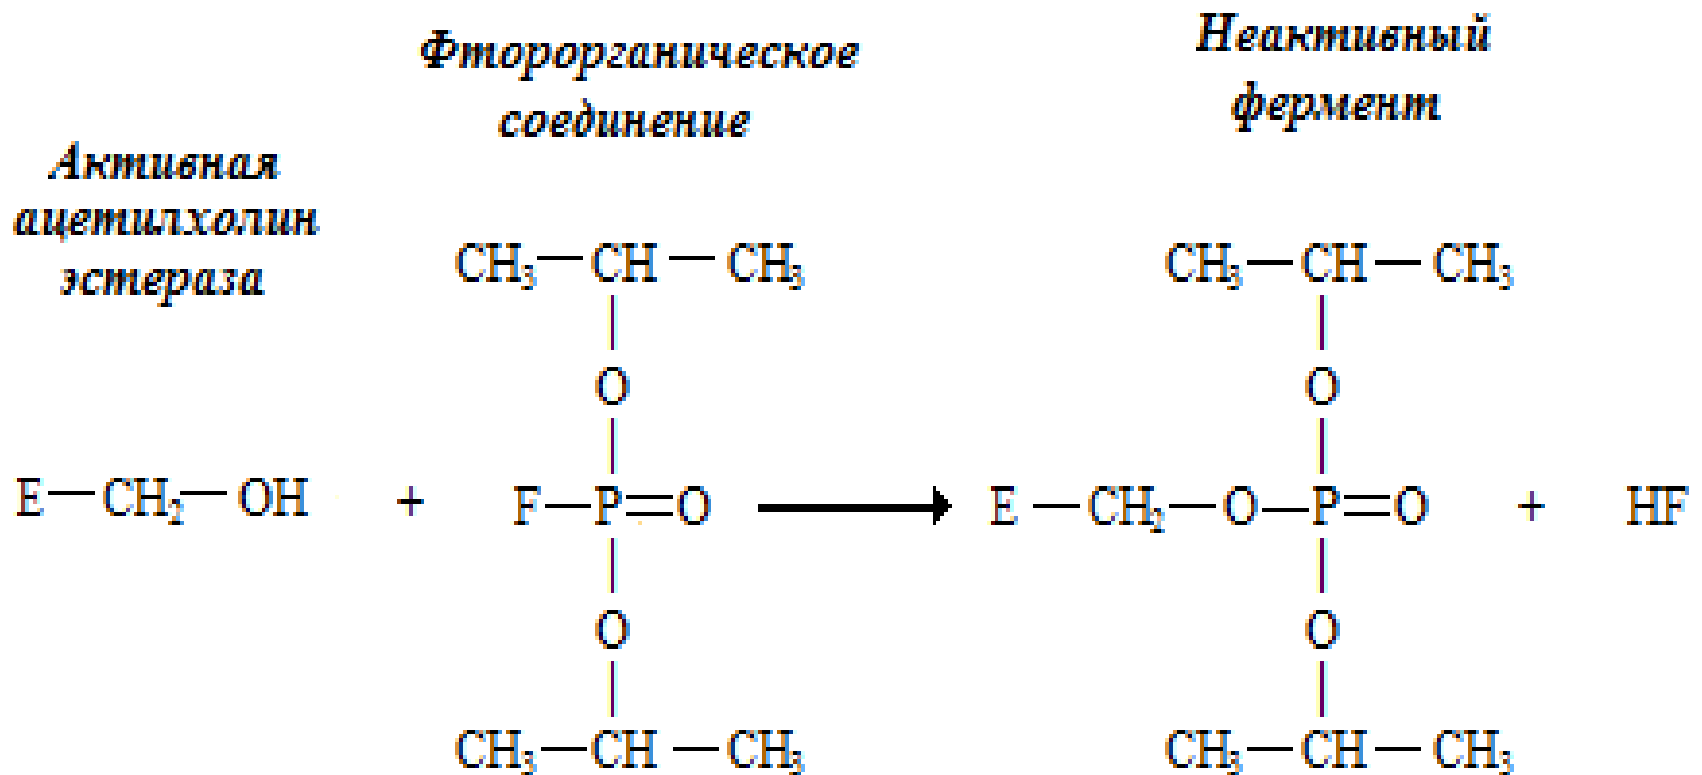 Активная
ацетилхолин
эстераза
Фторорганическое
соединение
Неактивный
фермент
CH₃—CH—CH₃ CH₃—CH—CH₃
O O
E—CH₂—OH + F—P=O → E—CH₂—O—P=O + HF
O O
CH₃—CH—CH₃ CH₃—CH—CH₃